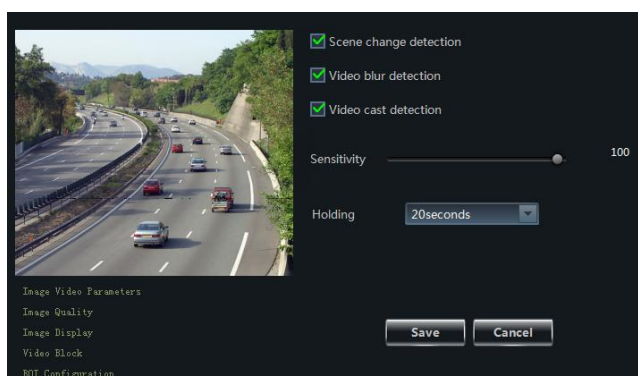 Scene change detection
Video blur detection
Video cast detection
Sensitivity 100
Holding 20seconds
Image Video Parameters
Image Quality
Image Display
Video Block
ROI Configuration
Save Cancel